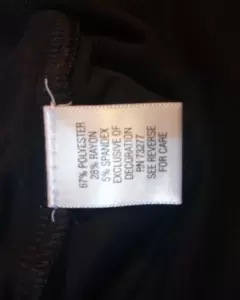 67% POLYESTER
28% RAYON
5% SPANDEX
EXCLUSIVE OF
DECORATION
RN 73277
SEE REVERSE
FOR CARE